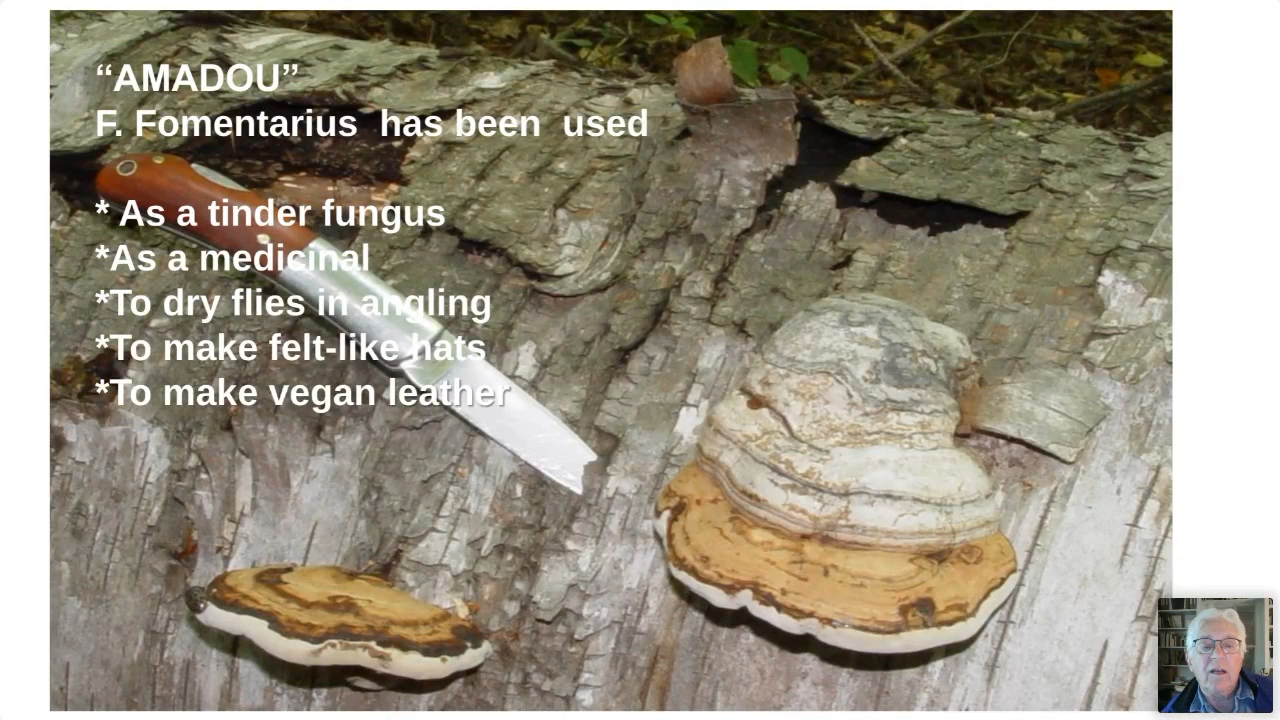 “AMADOU”
F. Fomentarius has been used
* As a tinder fungus
*As a medicinal
*To dry flies in angling
*To make felt-like hats
*To make vegan leather